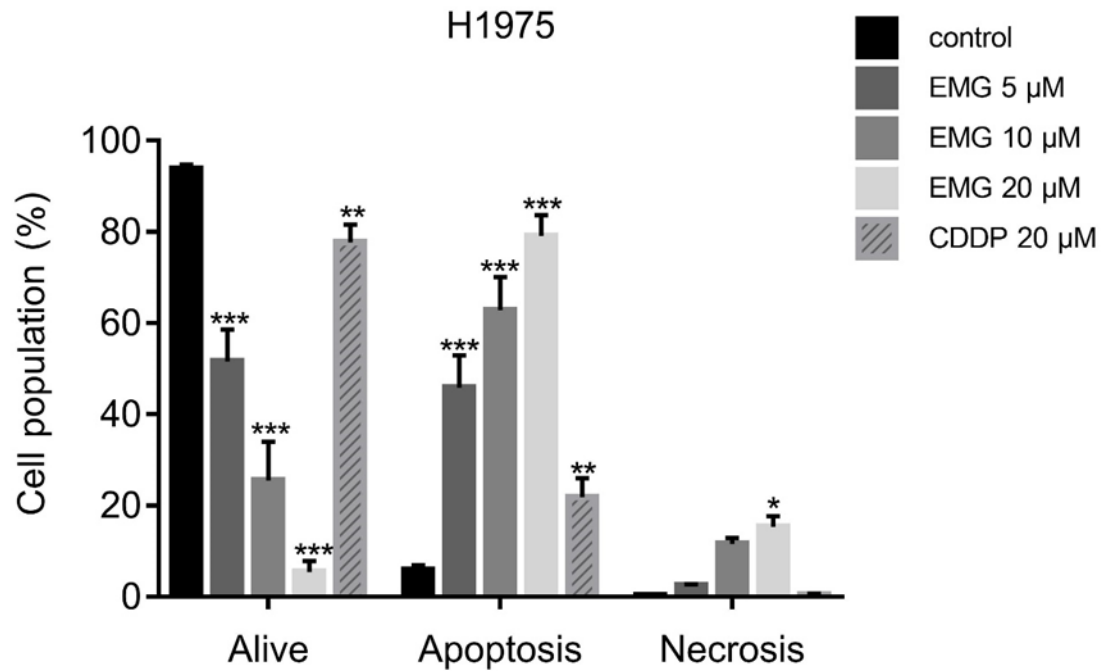 H1975
control
EMG 5 µM
EMG 10 µM
EMG 20 µM
CDDP 20 µM
Cell population (%)
100
80
60
40
20
0
***
***
***
**
***
***
***
**
*
Alive Apoptosis Necrosis